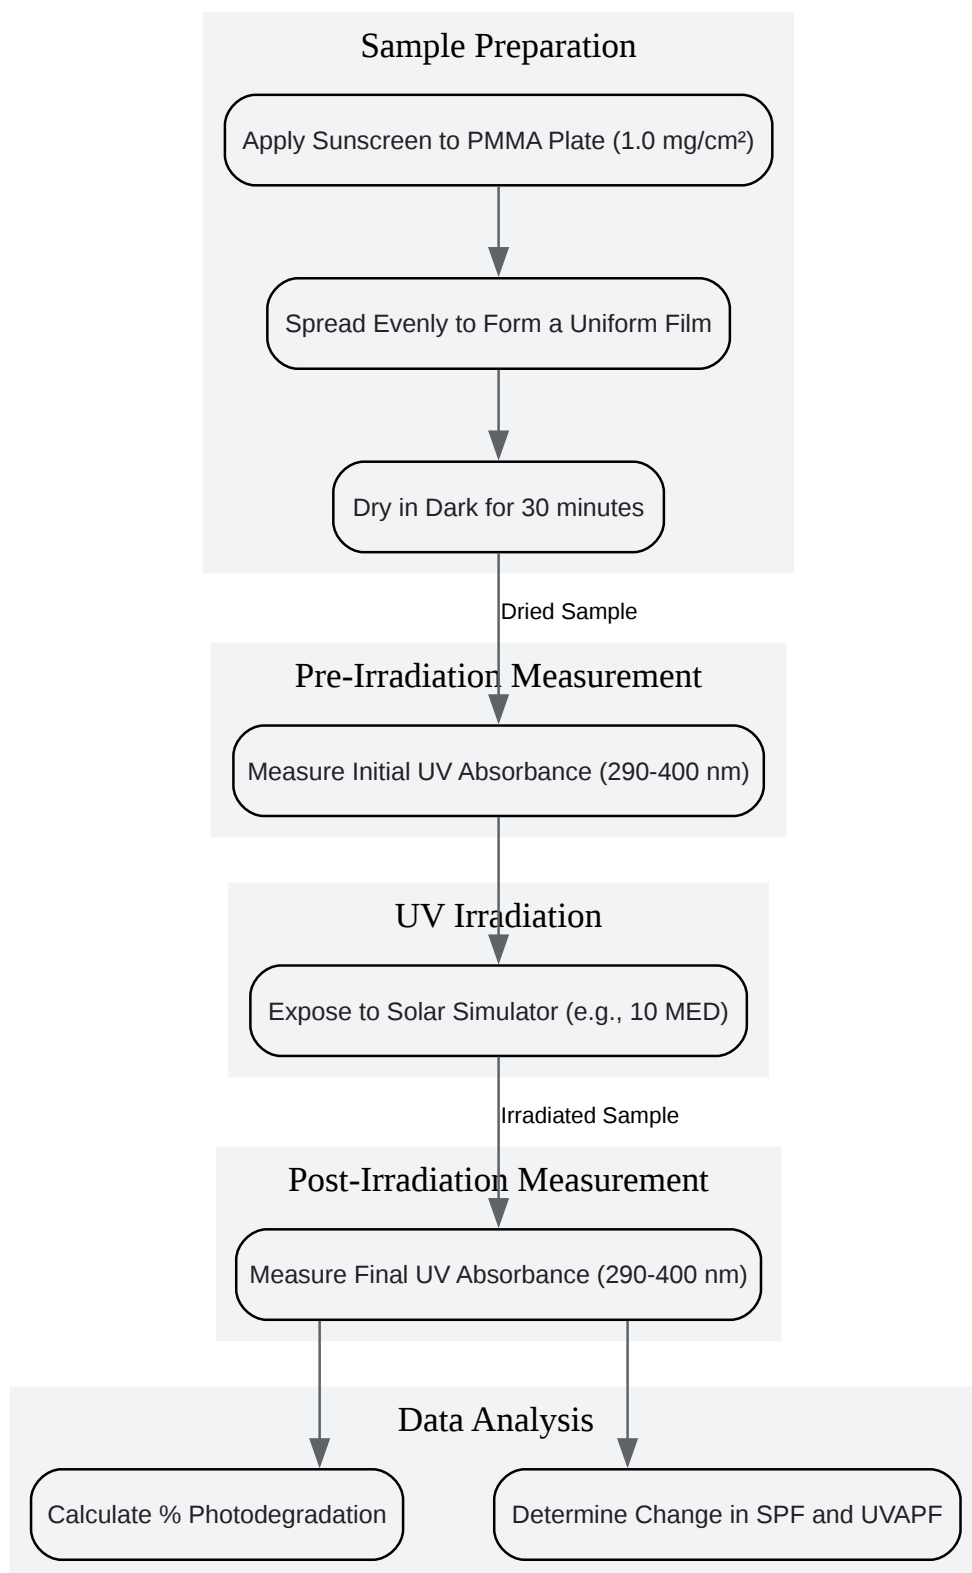 Sample Preparation
Apply Sunscreen to PMMA Plate (1.0 mg/cm²)
Spread Evenly to Form a Uniform Film
Dry in Dark for 30 minutes
Dried Sample
Pre-Irradiation Measurement
Measure Initial UV Absorbance (290-400 nm)
UV Irradiation
Expose to Solar Simulator (e.g., 10 MED)
Irradiated Sample
Post-Irradiation Measurement
Measure Final UV Absorbance (290-400 nm)
Data Analysis
Calculate % Photodegradation
Determine Change in SPF and UVAPF